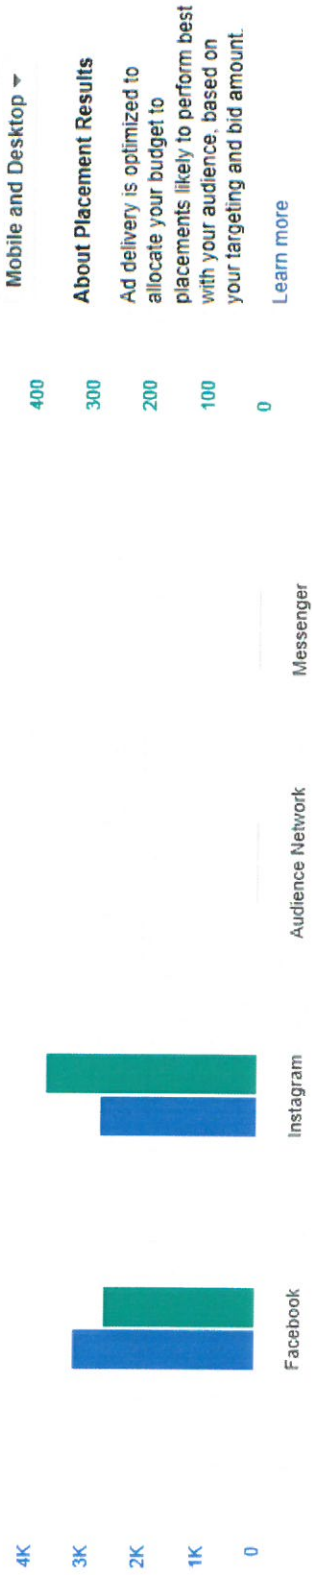 4K
3K
2K
1K
0
Facebook
Instagram
Audience Network
Messenger
400
300
200
100
0
Mobile and Desktop
About Placement Results
Ad delivery is optimized to
allocate your budget to
placements likely to perform best
with your audience, based on
your targeting and bid amount.
Learn more